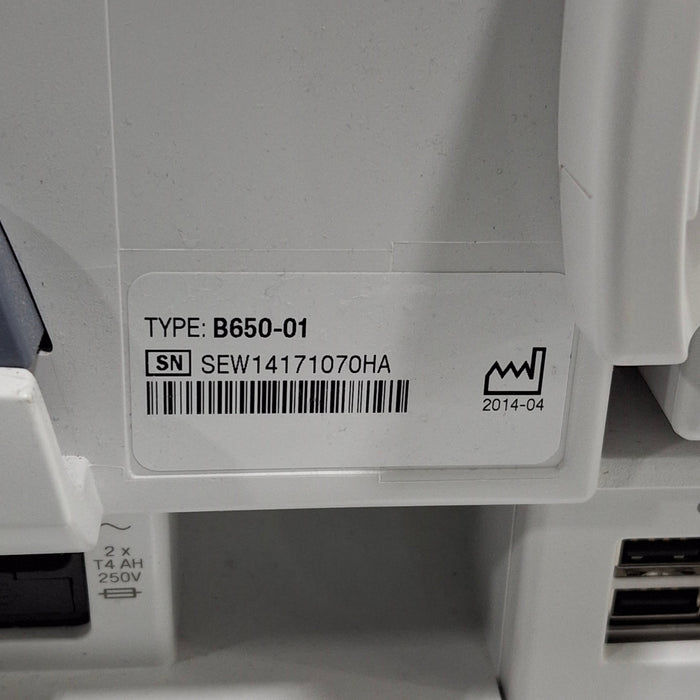 TYPE: B650-01
SN SEW14171070HA
2014-04
2 x
T4 AH
250V